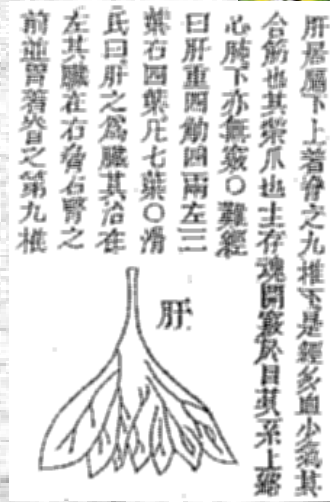 肝居膈下上着脊之九椎下是經多血少氣其
合筋也其榮爪也主存魂開竅於目其系上絡
心肺下亦無竅○難經
曰肝重四觔四兩左三
葉右四葉凡七葉○滑
氏曰肝之爲臟其治在
左其臟在右脅右腎之
前並胃着脊之第九椎
肝